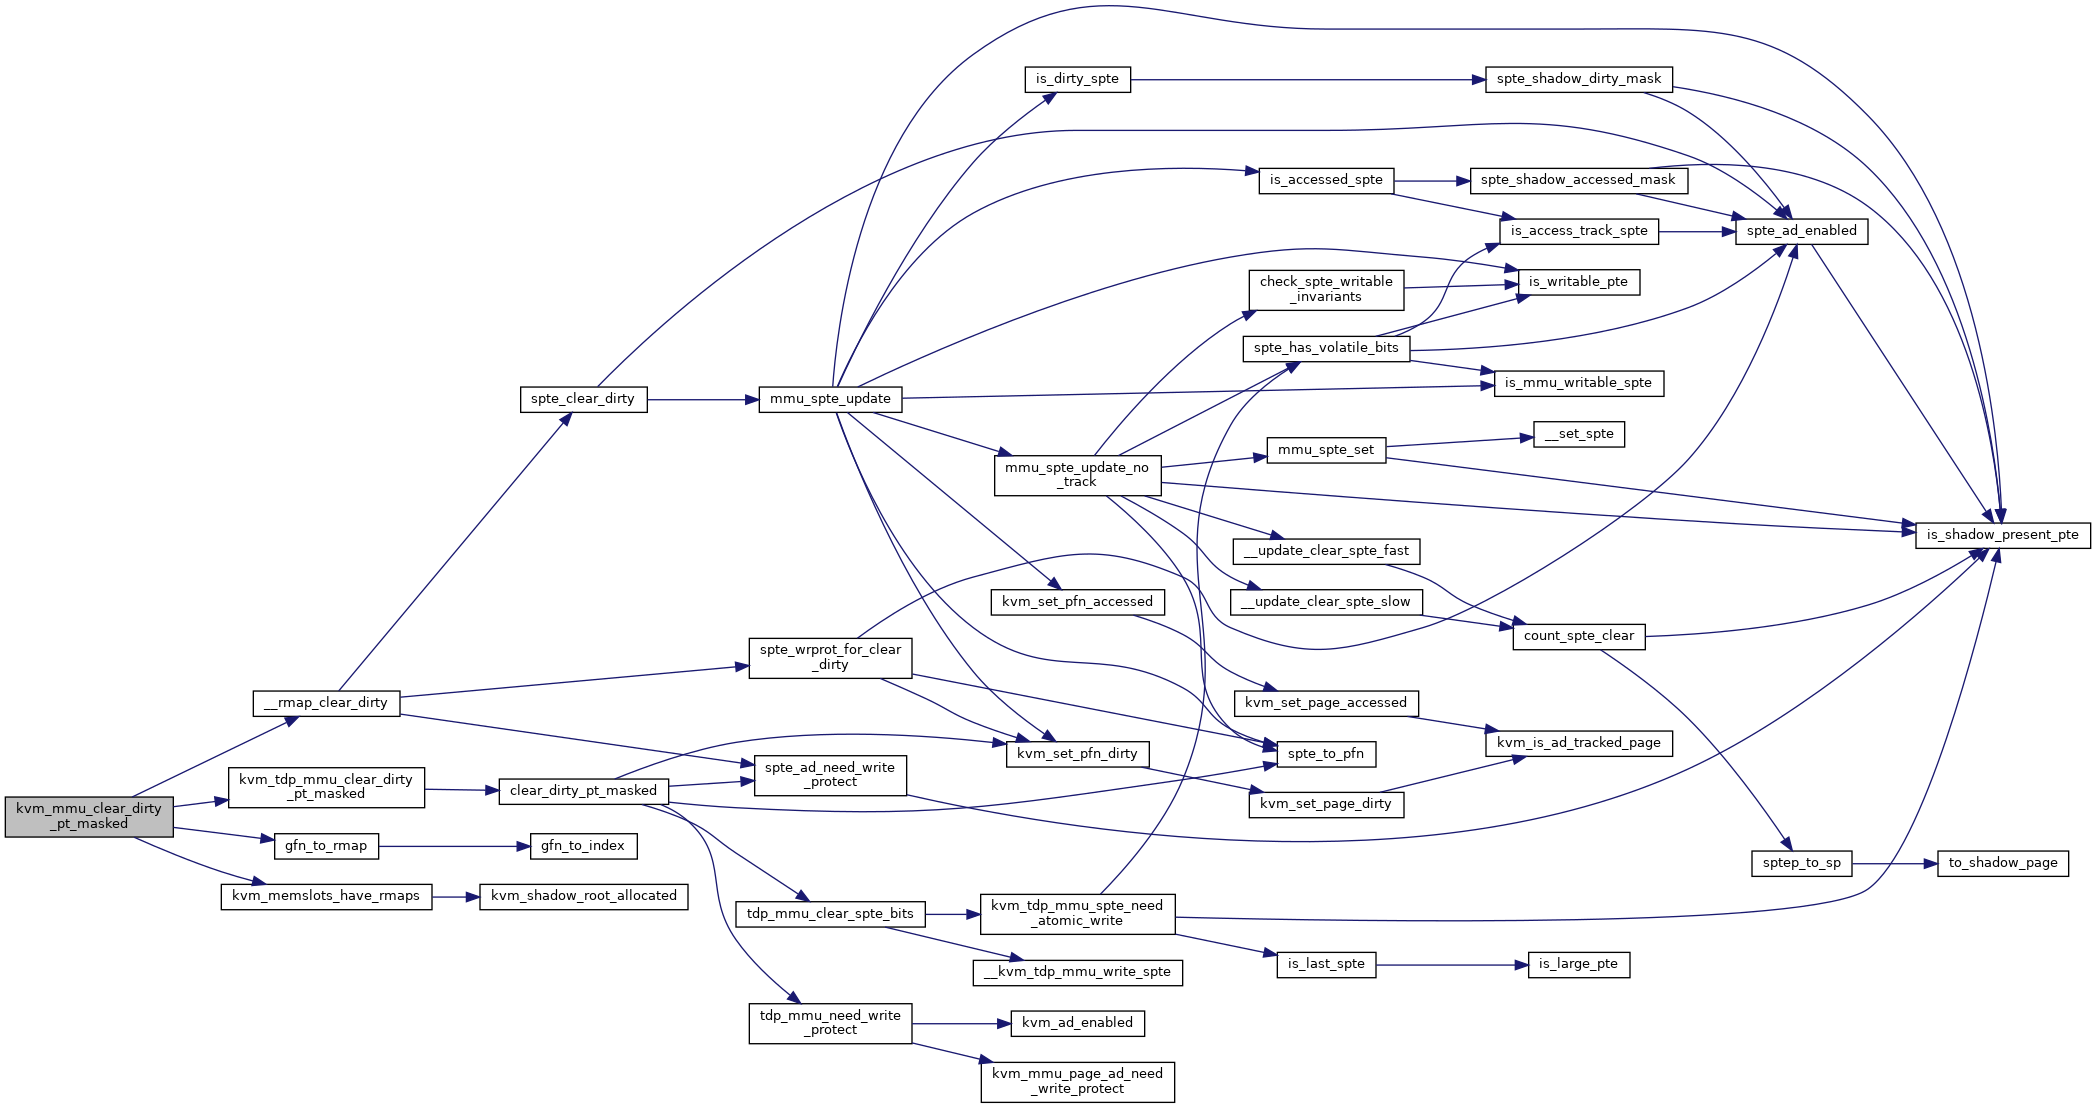 kvm_mmu_clear_dirty
_pt_masked
__rmap_clear_dirty
kvm_tdp_mmu_clear_dirty
_pt_masked
gfn_to_rmap
kvm_memslots_have_rmaps
spte_clear_dirty
clear_dirty_pt_masked
gfn_to_index
kvm_shadow_root_allocated
mmu_spte_update
spte_wrprot_for_clear
_dirty
spte_ad_need_write
_protect
tdp_mmu_clear_spte_bits
tdp_mmu_need_write
_protect
is_dirty_spte
mmu_spte_update_no
_track
kvm_set_pfn_accessed
kvm_set_pfn_dirty
kvm_tdp_mmu_spte_need
_atomic_write
__kvm_tdp_mmu_write_spte
kvm_ad_enabled
kvm_mmu_page_ad_need
_write_protect
is_accessed_spte
check_spte_writable
_invariants
spte_has_volatile_bits
mmu_spte_set
__update_clear_spte_fast
__update_clear_spte_slow
kvm_set_page_accessed
spte_to_pfn
kvm_set_page_dirty
is_last_spte
spte_shadow_dirty_mask
spte_shadow_accessed_mask
is_access_track_spte
is_writable_pte
is_mmu_writable_spte
__set_spte
count_spte_clear
kvm_is_ad_tracked_page
is_large_pte
spte_ad_enabled
sptep_to_sp
is_shadow_present_pte
to_shadow_page